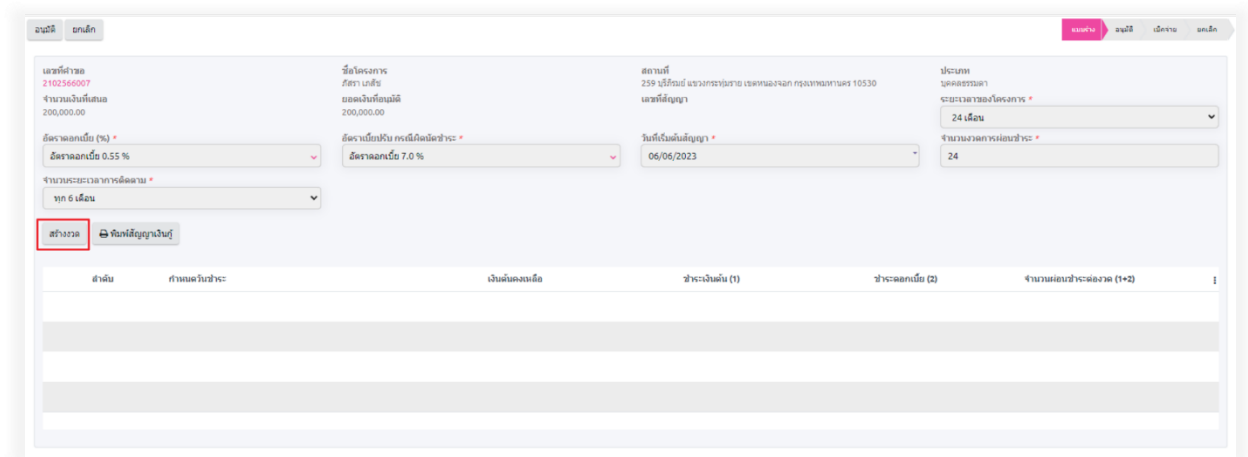 อนุมัติ ยกเลิก
แบบร่าง อนุมัติ เบิกจ่าย ยกเลิก
เลขที่คำขอ ชื่อโครงการ สถานที่ ประเภท
2102566007 ภัสรา เภสัช 259 บุรีภิรมย์ แขวงกระทุ่มราย เขตหนองจอก กรุงเทพมหานคร 10530 บุคคลธรรมดา
จำนวนเงินที่เสนอ ยอดเงินที่อนุมัติ เลขที่สัญญา ระยะเวลาของโครงการ *
200,000.00 200,000.00 24 เดือน
อัตราดอกเบี้ย (%) * อัตราเบี้ยปรับ กรณีผิดนัดชำระ * วันที่เริ่มต้นสัญญา * จำนวนงวดการผ่อนชำระ *
อัตราดอกเบี้ย 0.55 % อัตราดอกเบี้ย 7.0 % 06/06/2023 24
จำนวนระยะเวลาการติดตาม *
ทุก 6 เดือน
สร้างงวด พิมพ์สัญญาเงินกู้
ลำดับ กำหนดวันชำระ เงินต้นคงเหลือ ชำระเงินต้น (1) ชำระดอกเบี้ย (2) จำนวนผ่อนชำระต่องวด (1+2)